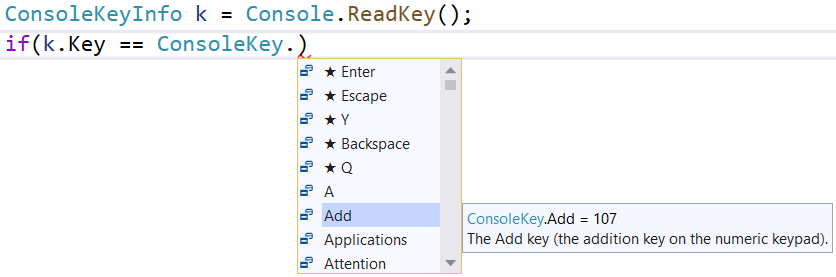 ConsoleKeyInfo k = Console.ReadKey();
if(k.Key == ConsoleKey.)
★ Enter
★ Escape
★ Y
★ Backspace
★ Q
A
Add
Applications
Attention
ConsoleKey.Add = 107
The Add key (the addition key on the numeric keypad).